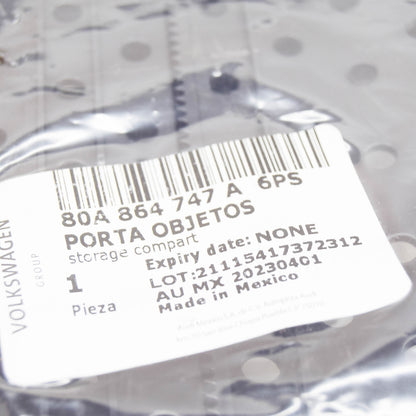 VOLKSWAGEN
GROUP
80A 864 747 A 6PS
PORTA OBJETOS
storage compart
1
Pieza
Expiry date: NONE
LOT:21115417372312
AU MX 20230401
Made in Mexico